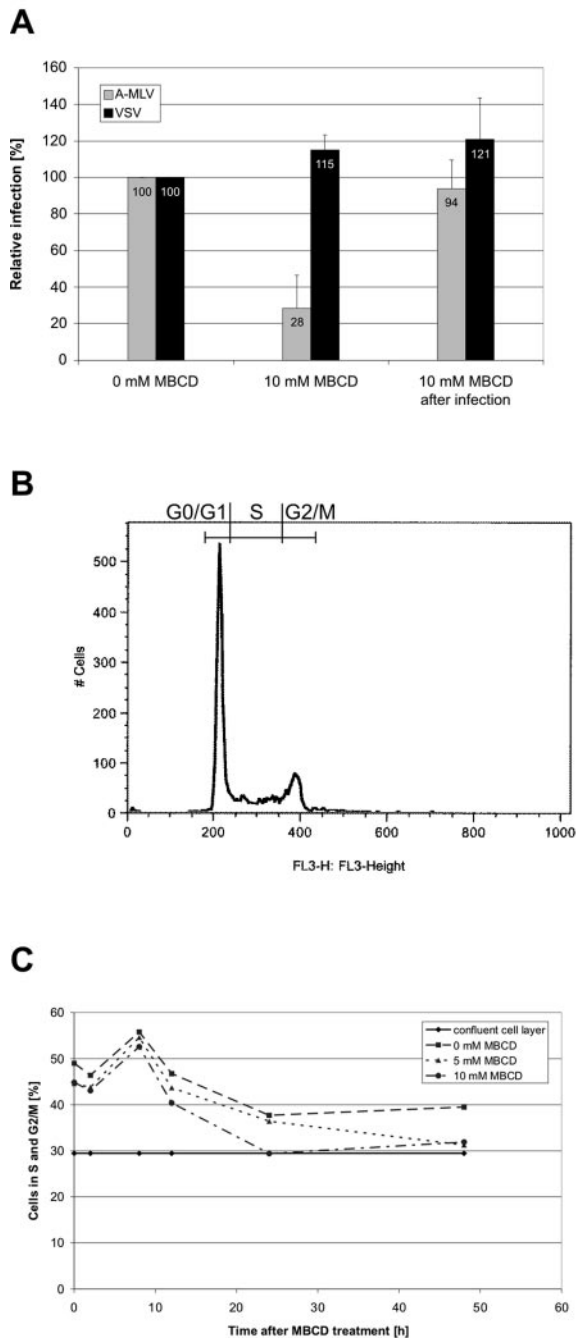 A
160
140
120
100
80
60
40
20
0
Relative infection [%]
A-MLV
VSV
100
100
28
115
94
121
0 mM MBCD
10 mM MBCD
10 mM MBCD
after infection
B
G0/G1
S
G2/M
500
400
300
200
100
0
# Cells
0
200
400
600
800
1000
FL3-H: FL3-Height
C
60
50
40
30
20
10
0
Cells in S and G2/M [%]
confluent cell layer
0 mM MBCD
5 mM MBCD
10 mM MBCD
0
10
20
30
40
50
60
Time after MBCD treatment [h]